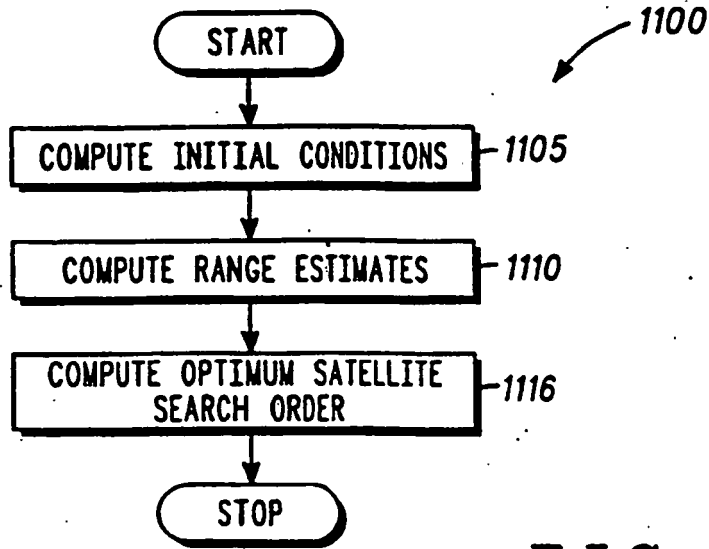 START
1100
COMPUTE INITIAL CONDITIONS
1105
COMPUTE RANGE ESTIMATES
1110
COMPUTE OPTIMUM SATELLITE
SEARCH ORDER
1116
STOP